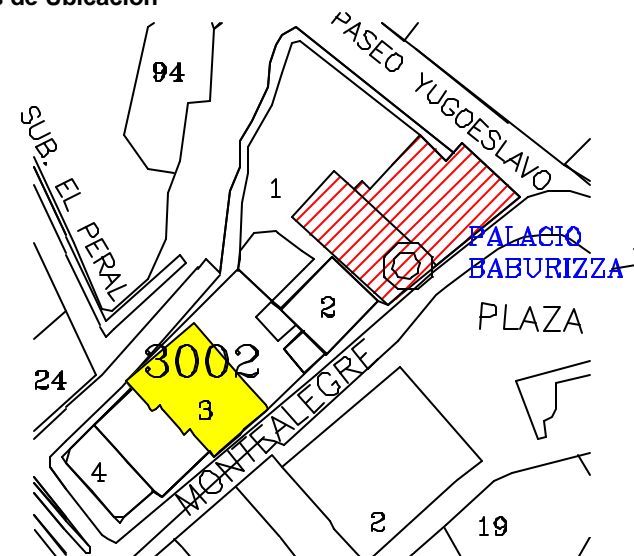 s de Ubicación
PASEO YUGOESLAVO
94
SUB. EL PERAL
1
PALACIO
BABURIZZA
2
PLAZA
3002
24
3
MONTEALEGRE
4
2
19